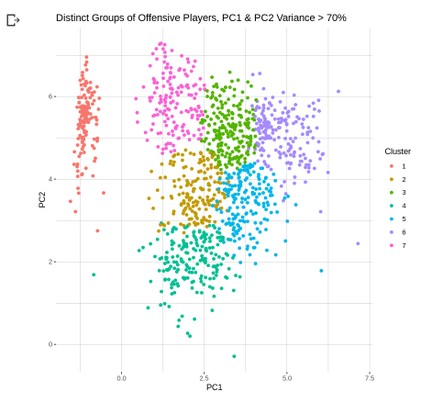 Distinct Groups of Offensive Players, PC1 & PC2 Variance > 70%
6
4
2
0
PC2
0.0 2.5 5.0 7.5
PC1
Cluster
1
2
3
4
5
6
7